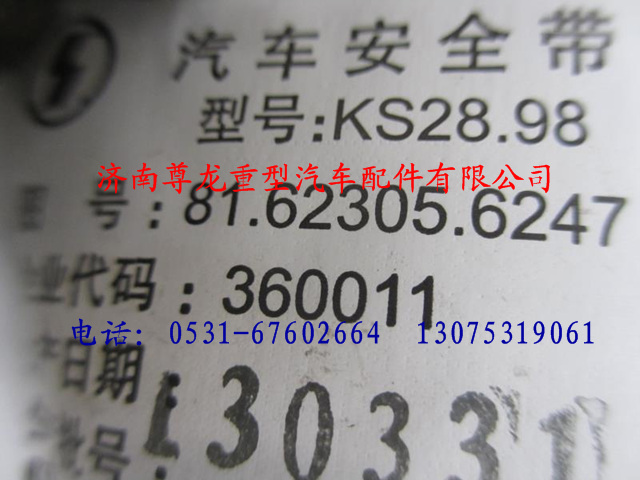 汽车安全带
型号:KS28.98
济南尊龙重型汽车配件有限公司
号:81.62305.6247
业代码:360011
电话: 0531-67602664 13075319061
日期:130331
号: